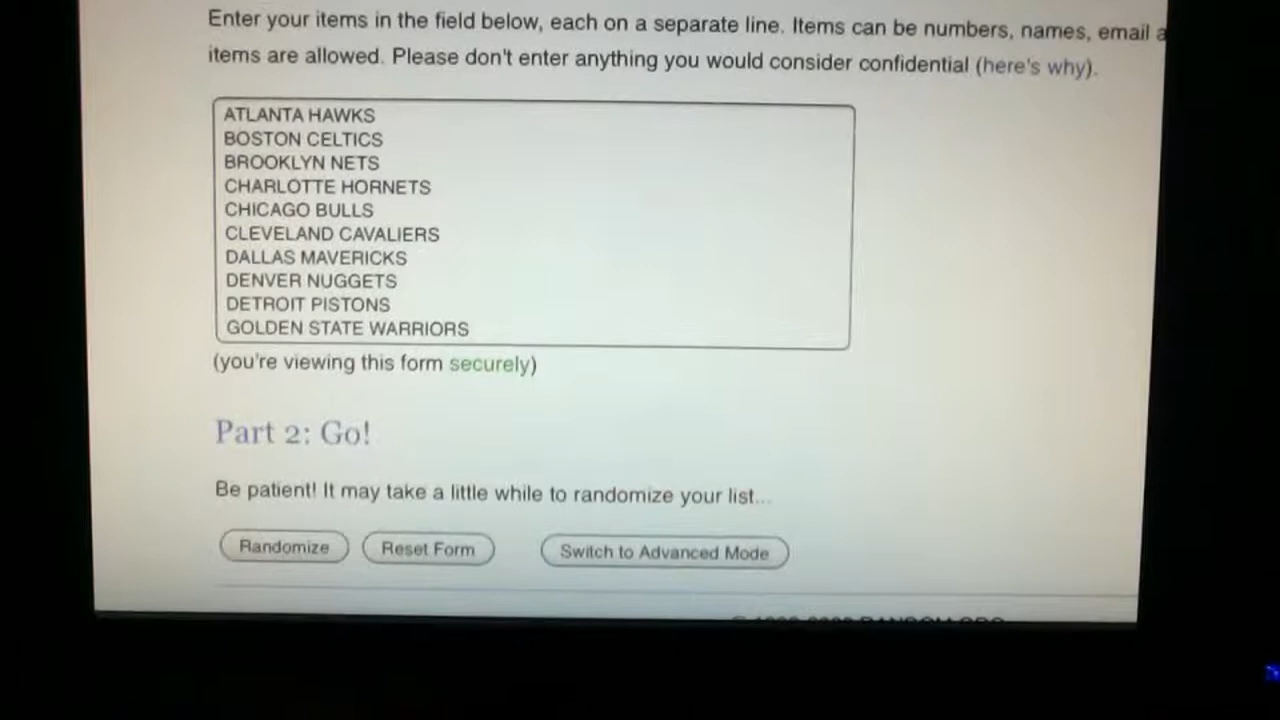 Enter your items in the field below, each on a separate line. Items can be numbers, names, email a
items are allowed. Please don't enter anything you would consider confidential (here's why).
ATLANTA HAWKS
BOSTON CELTICS
BROOKLYN NETS
CHARLOTTE HORNETS
CHICAGO BULLS
CLEVELAND CAVALIERS
DALLAS MAVERICKS
DENVER NUGGETS
DETROIT PISTONS
GOLDEN STATE WARRIORS
(you're viewing this form securely)
Part 2: Go!
Be patient! It may take a little while to randomize your list...
Randomize Reset Form Switch to Advanced Mode